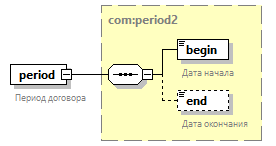 com:period2
begin
Дата начала
period
Период договора
end
Дата окончания